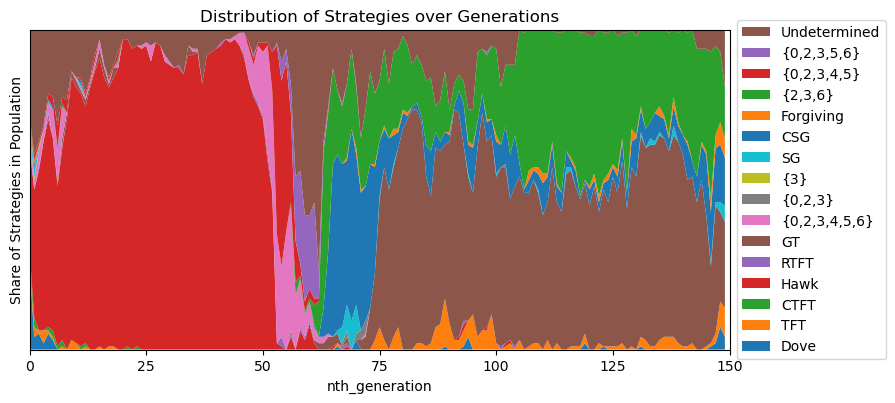 Distribution of Strategies over Generations
Share of Strategies in Population
0
25
50
75
100
125
150
nth_generation
Undetermined
{0,2,3,5,6}
{0,2,3,4,5}
{2,3,6}
Forgiving
CSG
SG
{3}
{0,2,3}
{0,2,3,4,5,6}
GT
RTFT
Hawk
CTFT
TFT
Dove